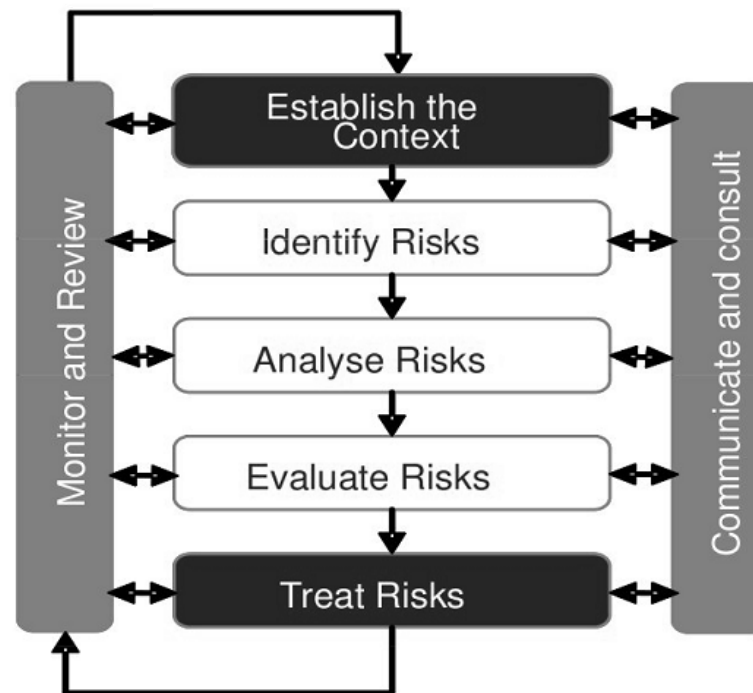 Establish the
Context
Monitor and Review
Identify Risks
Analyse Risks
Evaluate Risks
Treat Risks
Communicate and consult